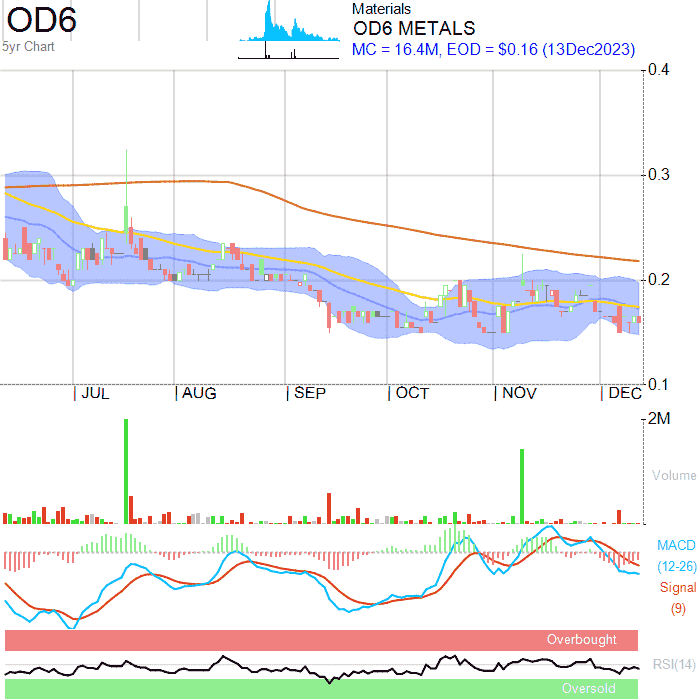 OD6
5yr Chart
Materials
OD6 METALS
MC = 16.4M, EOD = $0.16 (13Dec2023)
0.4
0.3
0.2
0.1
JUL
AUG
SEP
OCT
NOV
DEC
2M
Volume
MACD
(12-26)
Signal
(9)
Overbought
RSI(14)
Oversold